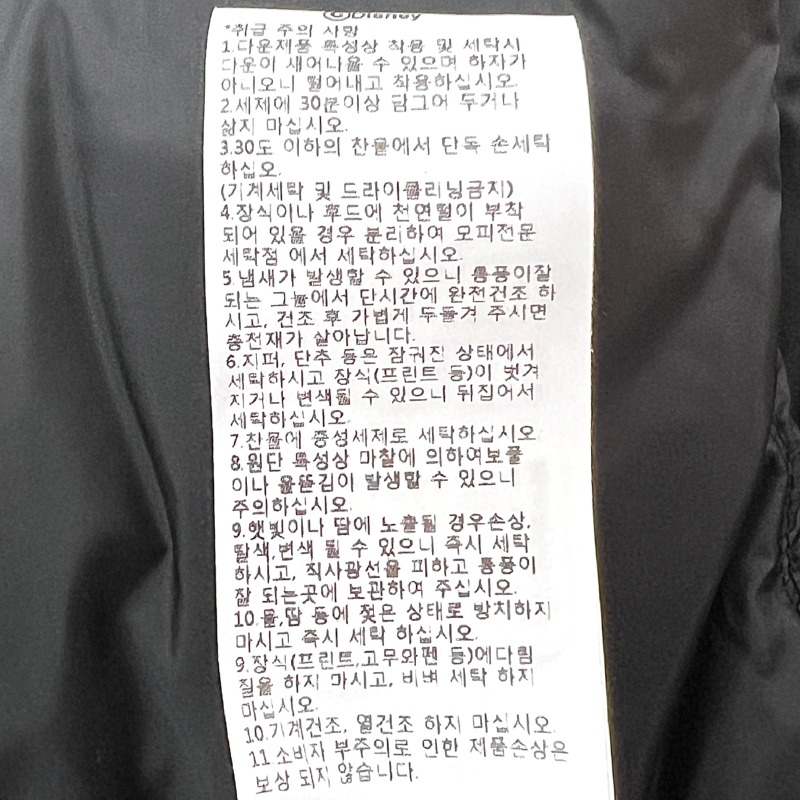 ©Disney
*취급 주의 사항
1.다운제품 특성상 착용 및 세탁시
다운이 새어나올 수 있으며 하자가
아니오니 털어내고 착용하십시오.
2.세제에 30분이상 담그어 두거나
삶지 마십시오.
3.30도 이하의 찬물에서 단독 손세탁
하십오.
(기계세탁 및 드라이클리닝금지)
4.장식이나 후드에 천연털이 부착
되어 있을 경우 분리하여 모피전문
세탁점 에서 세탁하십시오.
5.냄새가 발생할 수 있으니 통풍이잘
되는 그늘에서 단시간에 완전건조 하
시고, 건조 후 가볍게 두들겨 주시면
충전재가 살아납니다.
6.지퍼, 단추 등은 잠궈진 상태에서
세탁하시고 장식(프린트 등)이 벗겨
지거나 변색될 수 있으니 뒤집어서
세탁하십시오.
7.찬물에 중성세제로 세탁하십시오
8.원단 특성상 마찰에 의하여보풀
이나 올뜯김이 발생할 수 있으니
주의하십시오.
9.햇빛이나 땀에 노출될 경우손상,
탈색,변색 될 수 있으니 즉시 세탁
하시고, 직사광선을 피하고 통풍이
잘 되는곳에 보관하여 주십시오.
10.물,땀 등에 젖은 상태로 방치하지
마시고 즉시 세탁 하십시오.
9.장식(프린트,고무와펜 등)에다림
질을 하지 마시고, 비벼 세탁 하지
마십시오.
10.기계건조, 열건조 하지 마십시오.
11.소비자 부주의로 인한 제품손상은
보상 되지 않습니다.